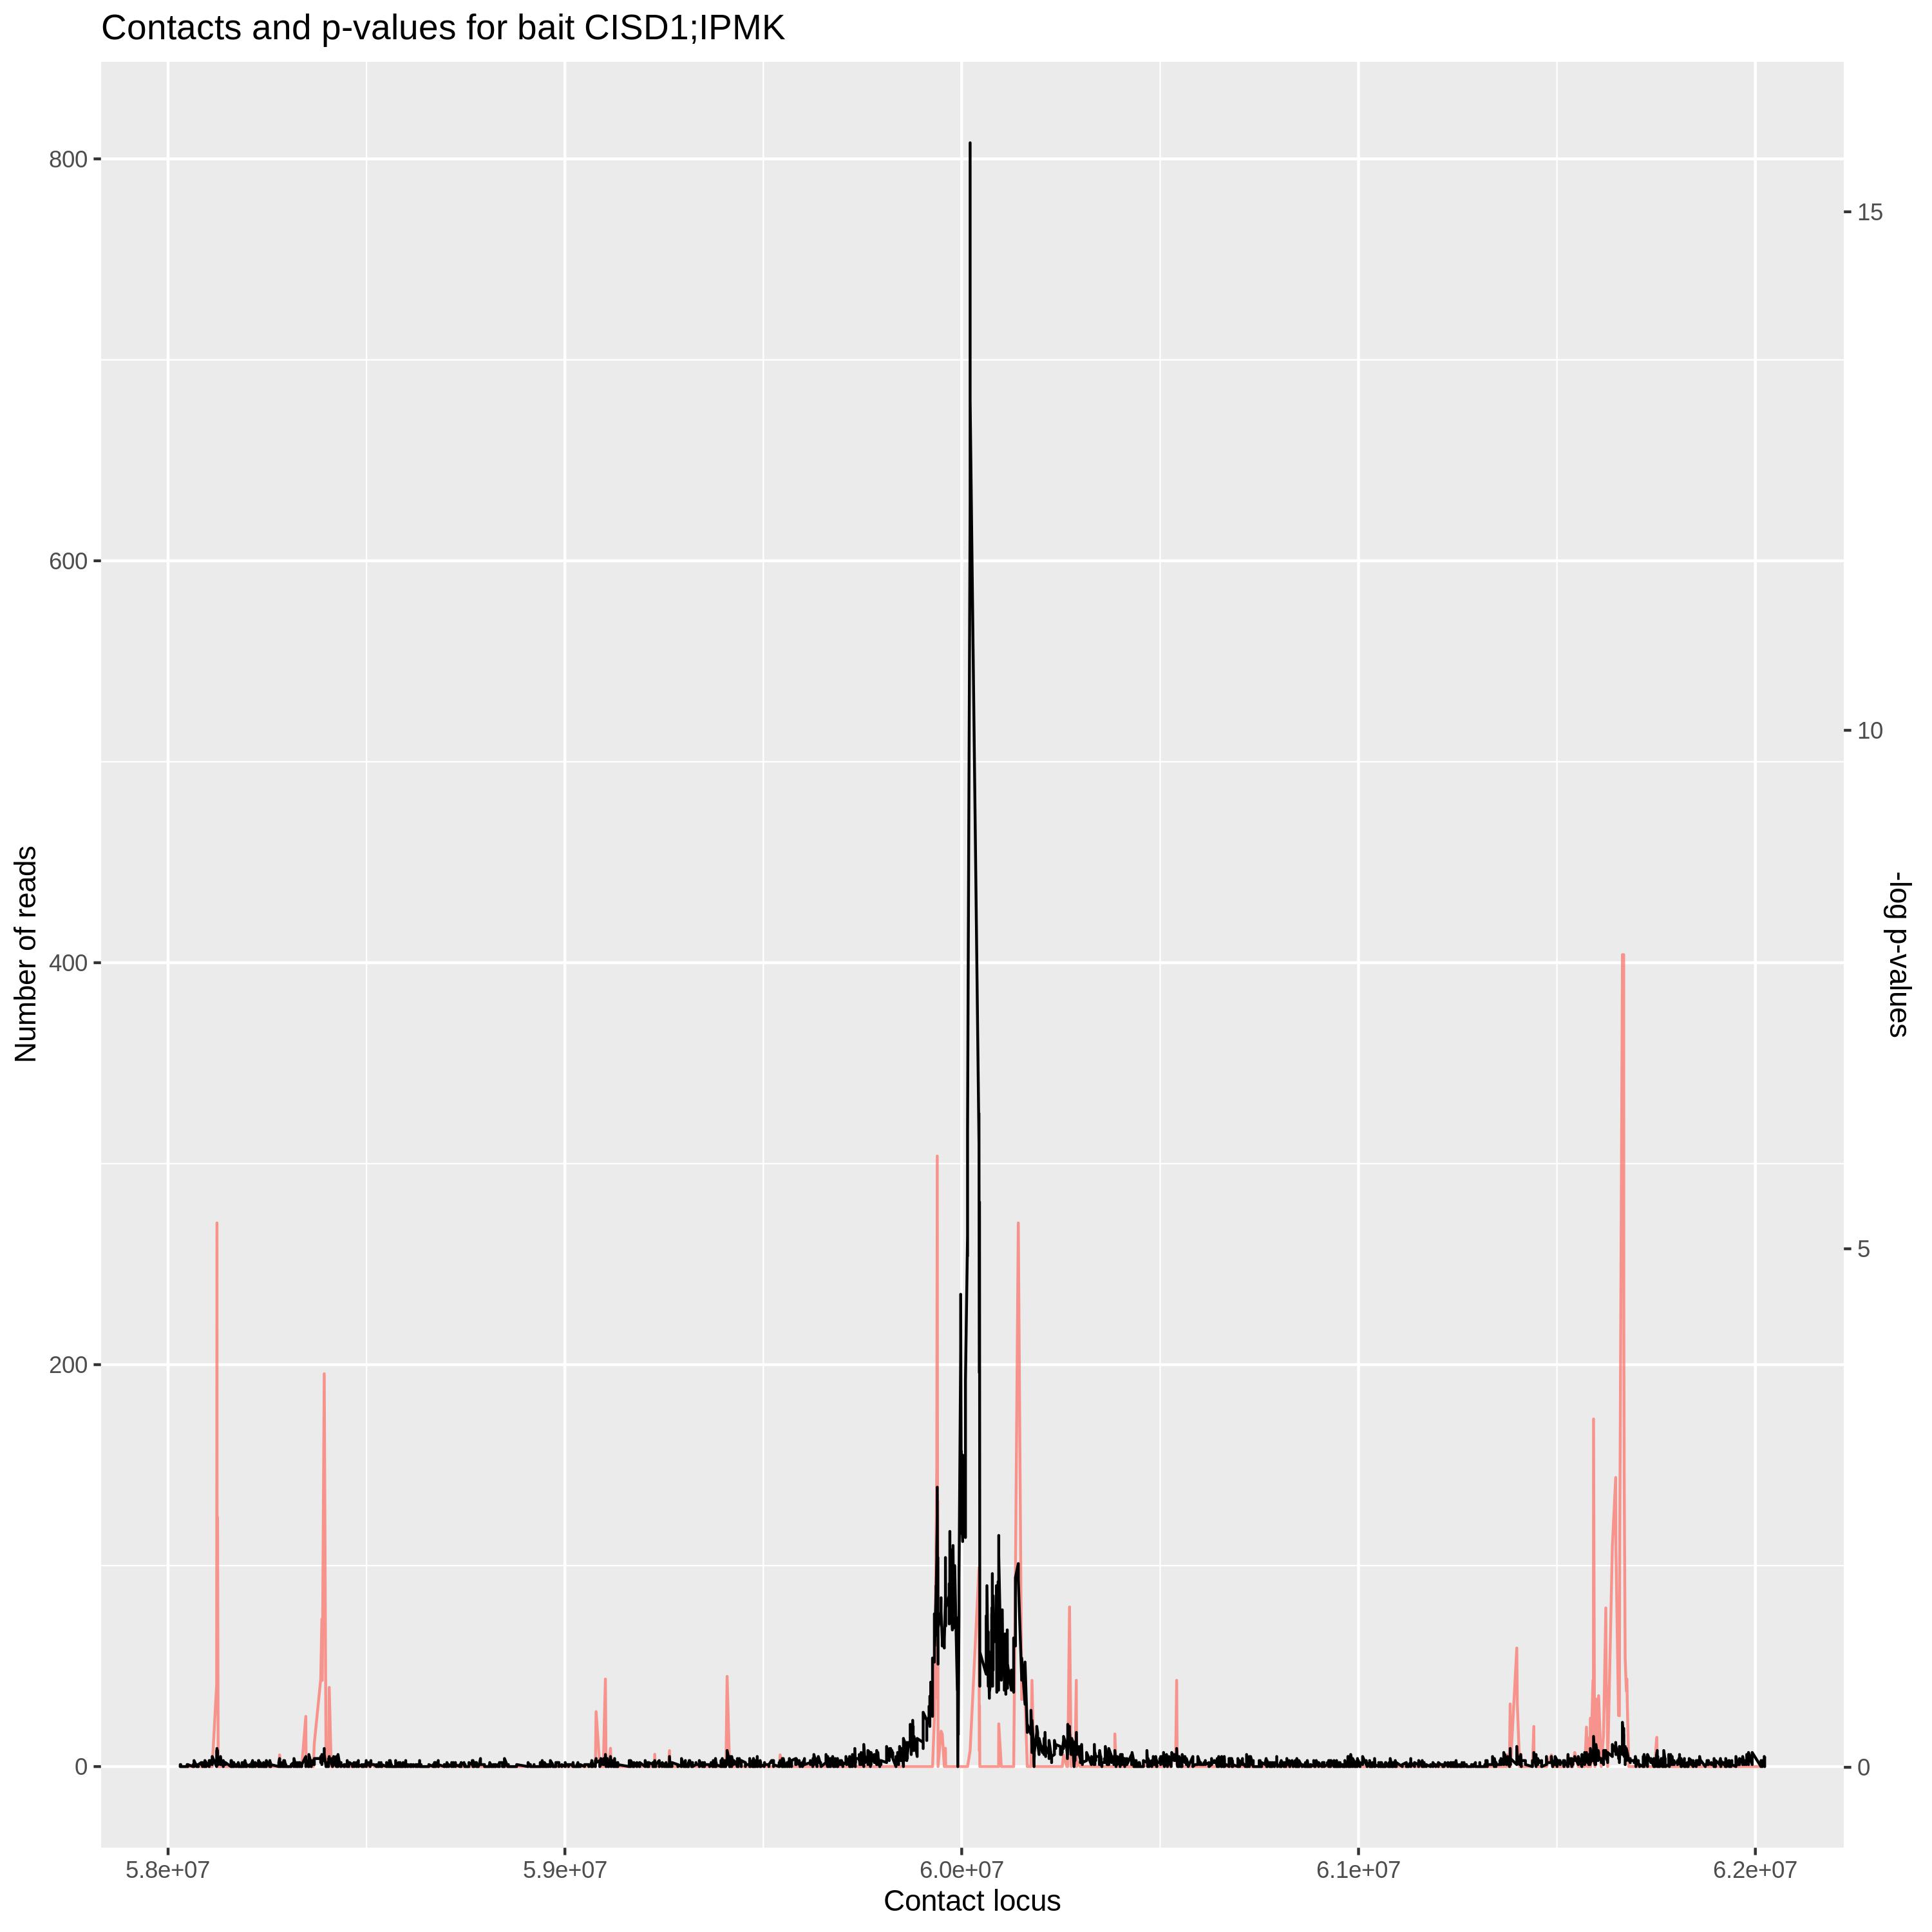 Contacts and p-values for bait CISD1;IPMK
800
600
400
200
0
Number of reads
15
10
5
0
-log p-values
5.8e+07
5.9e+07
6.0e+07
6.1e+07
6.2e+07
Contact locus